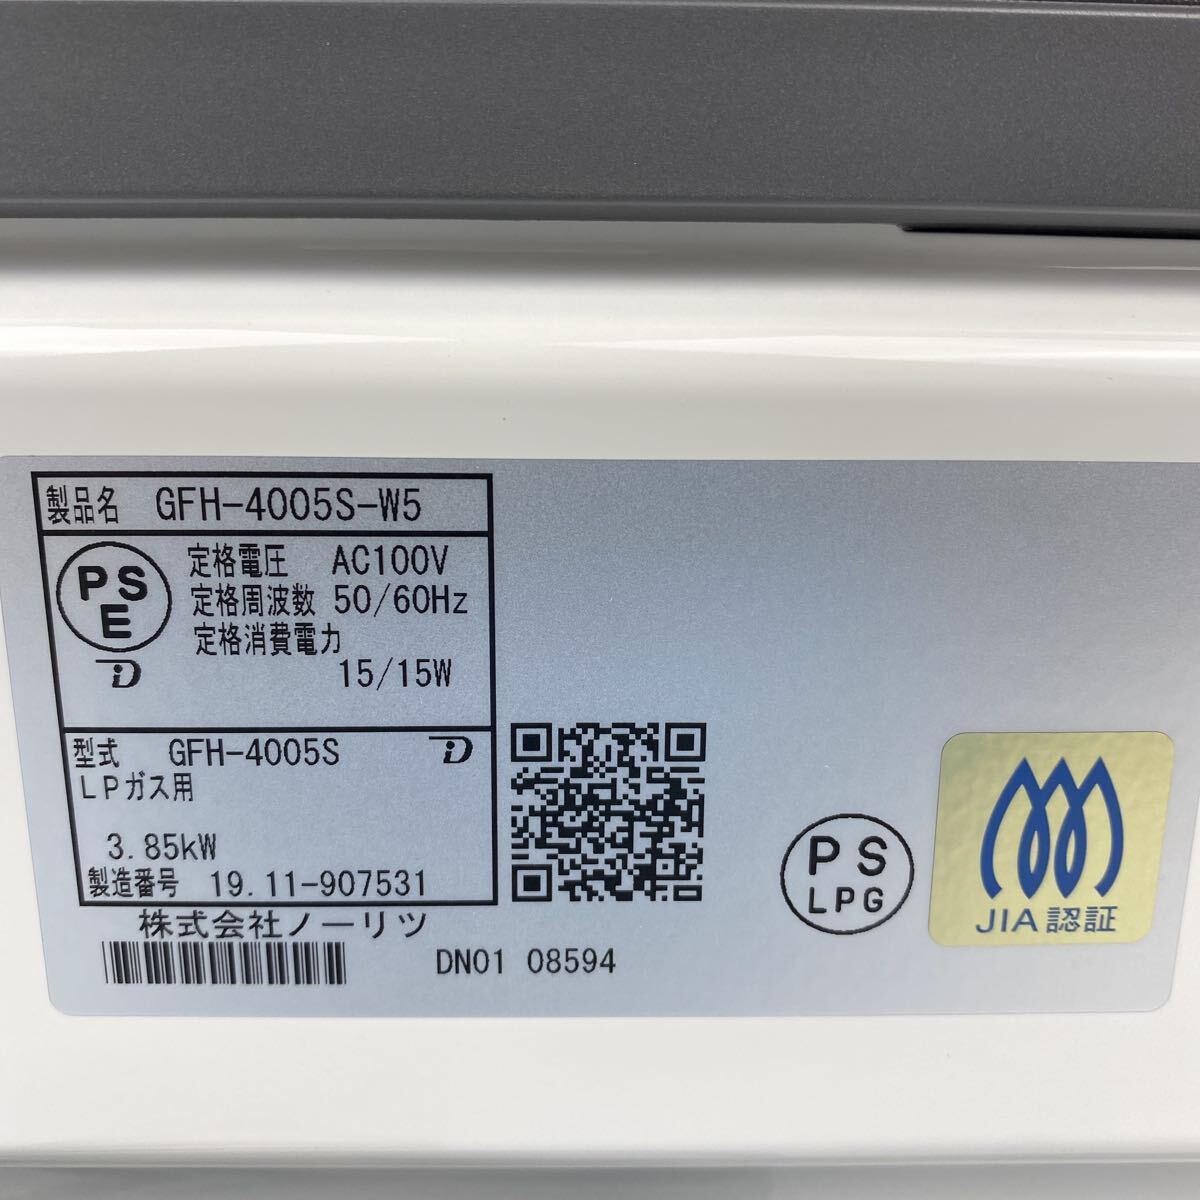 製品名 GFH-4005S-W5
PS
E
定格電圧 AC100V
定格周波数 50/60Hz
定格消費電力
15/15W
型式 GFH-4005S
LPガス用
3.85kW
製造番号 19.11-907531
株式会社ノーリツ
DN01 08594
PS
LPG
JIA認証